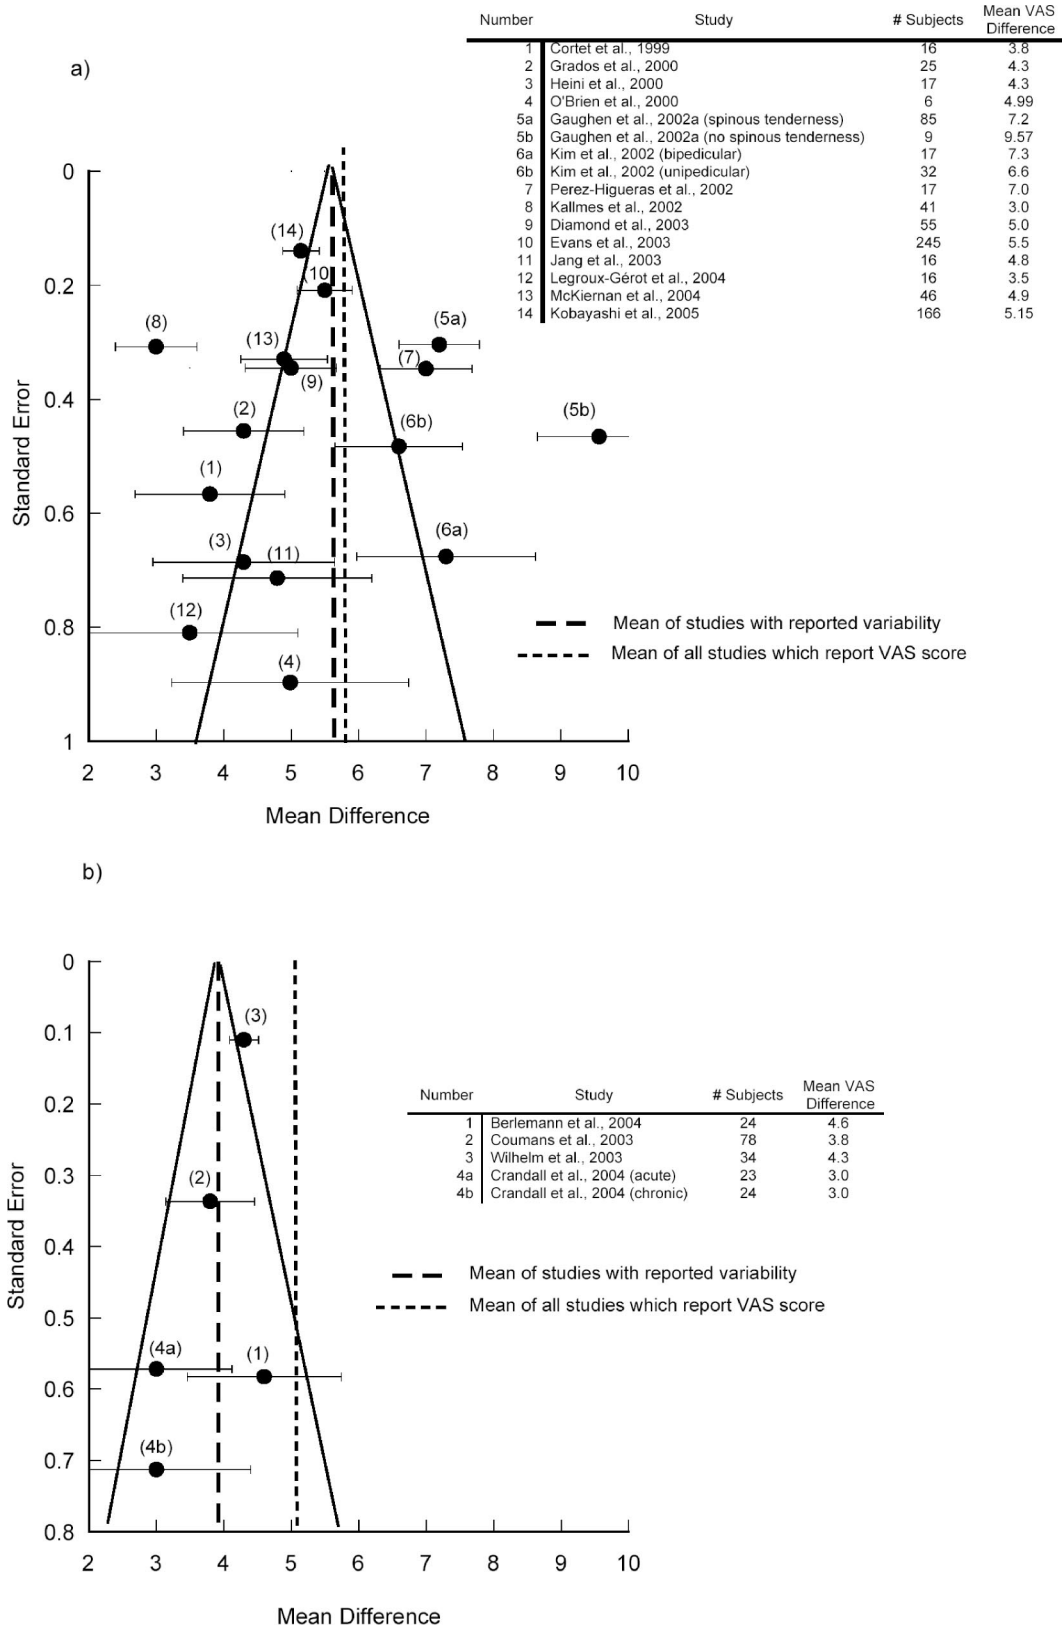 a)
Number Study # Subjects Mean VAS Difference
1 Cortet et al., 1999 16 3.8
2 Grados et al., 2000 25 4.3
3 Heini et al., 2000 17 4.3
4 O'Brien et al., 2000 6 4.99
5a Gaughen et al., 2002a (spinous tenderness) 85 7.2
5b Gaughen et al., 2002a (no spinous tenderness) 9 9.57
6a Kim et al., 2002 (bipedicular) 17 7.3
6b Kim et al., 2002 (unipedicular) 32 6.6
7 Perez-Higueras et al., 2002 17 7.0
8 Kallmes et al., 2002 41 3.0
9 Diamond et al., 2003 55 5.0
10 Evans et al., 2003 245 5.5
11 Jang et al., 2003 16 4.8
12 Legroux-Gérot et al., 2004 16 3.5
13 McKiernan et al., 2004 46 4.9
14 Kobayashi et al., 2005 166 5.15
Standard Error
0
0.2
0.4
0.6
0.8
1
(14)
(10
(8)
(13)
(9)
(5a)
(7)
(2)
(6b)
(5b)
(1)
(3)
(11)
(6a)
(12)
(4)
Mean of studies with reported variability
Mean of all studies which report VAS score
2 3 4 5 6 7 8 9 10
Mean Difference
b)
Standard Error
0
0.1
0.2
0.3
0.4
0.5
0.6
0.7
0.8
(3)
(2)
(4a)
(1)
(4b)
Number Study # Subjects Mean VAS Difference
1 Berlemann et al., 2004 24 4.6
2 Coumans et al., 2003 78 3.8
3 Wilhelm et al., 2003 34 4.3
4a Crandall et al., 2004 (acute) 23 3.0
4b Crandall et al., 2004 (chronic) 24 3.0
Mean of studies with reported variability
Mean of all studies which report VAS score
2 3 4 5 6 7 8 9 10
Mean Difference